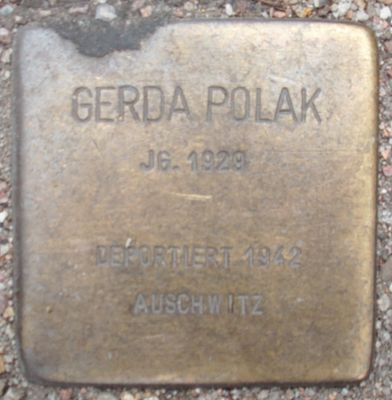 GERDA POLAK
JG. 1929
DEPORTIERT 1942
AUSCHWITZ